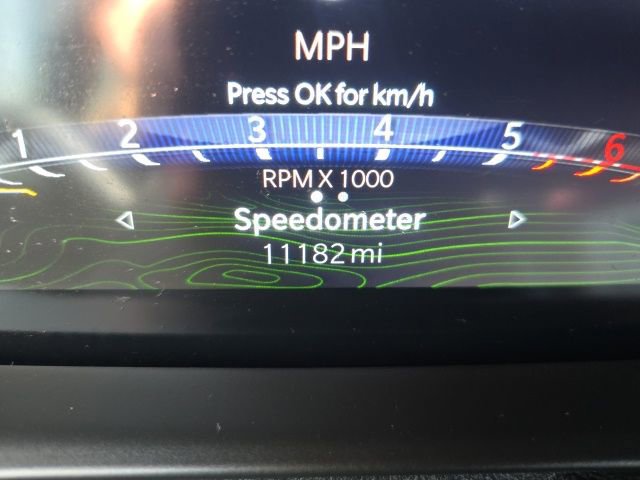 MPH
Press OK for km/h
1 2 3 4 5 6
RPM X 1000
Speedometer
11182 mi